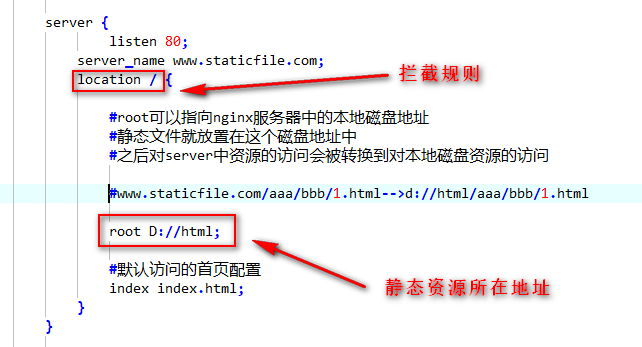 server {
listen 80;
server_name www.staticfile.com;
location / {
拦截规则
#root可以指向nginx服务器中的本地磁盘地址
#静态文件就放置在这个磁盘地址中
#之后对server中资源的访问会被转换到对本地磁盘资源的访问
#www.staticfile.com/aaa/bbb/1.html-->d://html/aaa/bbb/1.html
root D://html;
#默认访问的首页配置
index index.html;
静态资源所在地址
}
}